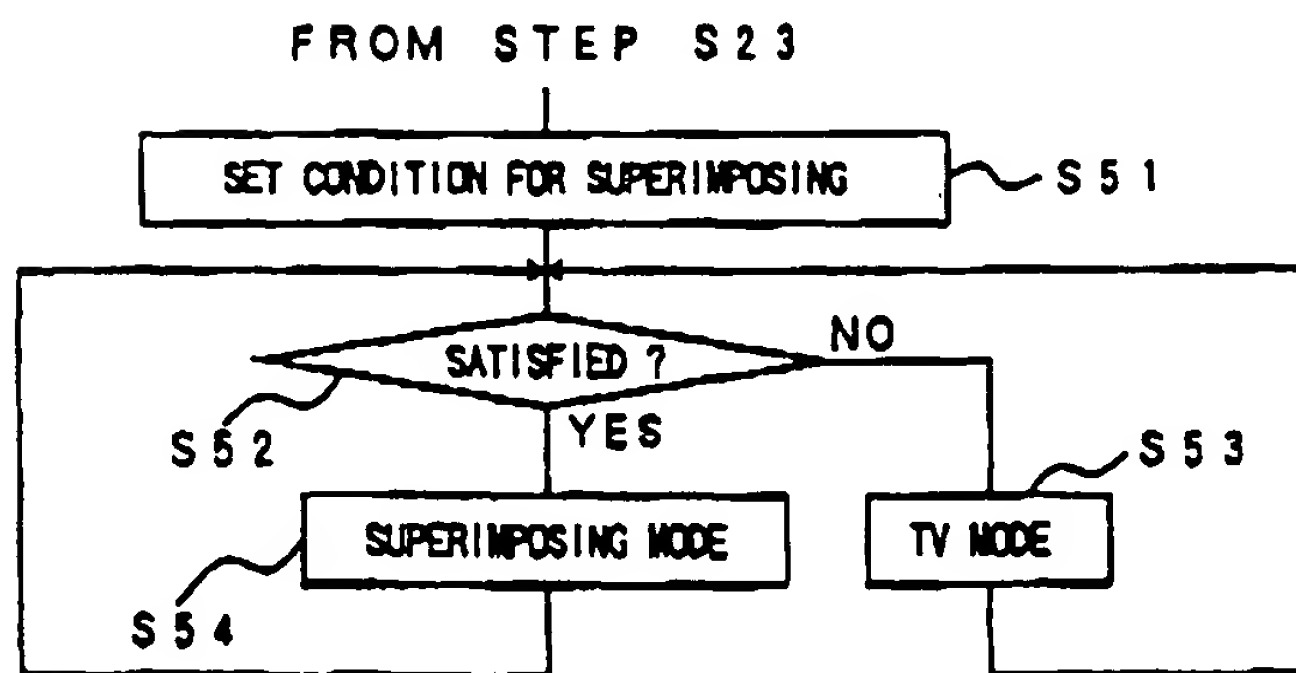 FROM STEP S23
SET CONDITION FOR SUPERIMPOSING
S51
SATISFIED ?
NO
S52
YES
S53
SUPERIMPOSING MODE
TV MODE
S54